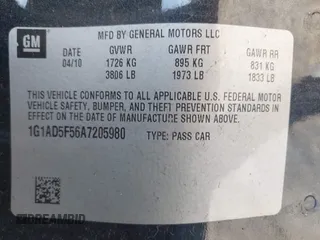 GM
MFD BY GENERAL MOTORS LLC
DATE GVWR GAWR FRT GAWR RR
04/10 1726 KG 895 KG 831 KG
3806 LB 1973 LB 1833 LB
THIS VEHICLE CONFORMS TO ALL APPLICABLE U.S. FEDERAL MOTOR
VEHICLE SAFETY, BUMPER, AND THEFT PREVENTION STANDARDS IN
EFFECT ON THE DATE OF MANUFACTURE SHOWN ABOVE.
1G1AD5F56A7205980 TYPE: PASS CAR
DREAMBID